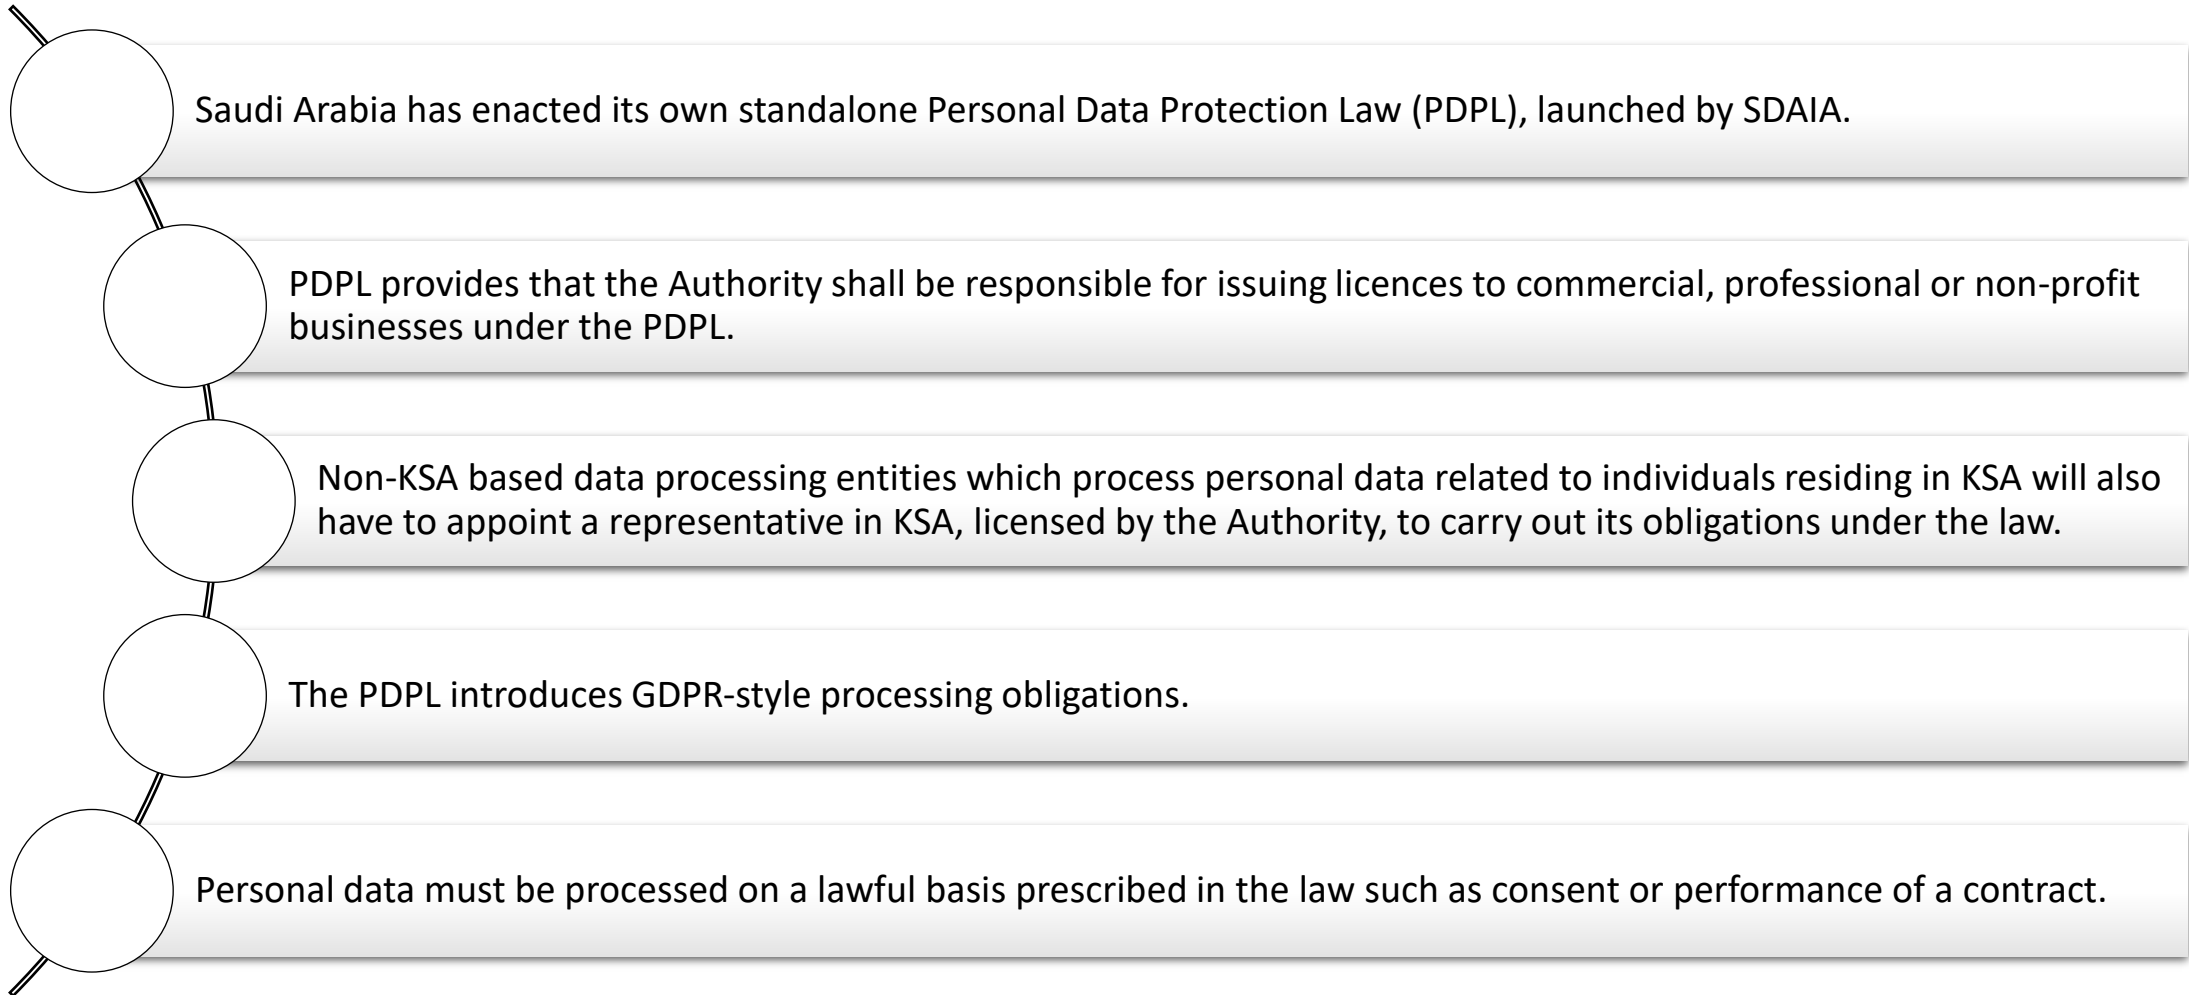 Saudi Arabia has enacted its own standalone Personal Data Protection Law (PDPL), launched by SDAIA.
PDPL provides that the Authority shall be responsible for issuing licences to commercial, professional or non-profit
businesses under the PDPL.
Non-KSA based data processing entities which process personal data related to individuals residing in KSA will also
have to appoint a representative in KSA, licensed by the Authority, to carry out its obligations under the law.
The PDPL introduces GDPR-style processing obligations.
Personal data must be processed on a lawful basis prescribed in the law such as consent or performance of a contract.